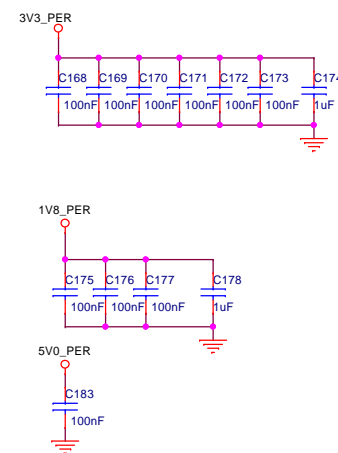 3V3_PER
C168 C169 C170 C171 C172 C173 C174
100nF 100nF 100nF 100nF 100nF 100nF 1uF
1V8_PER
C175 C176 C177 C178
100nF 100nF 100nF 1uF
5V0_PER
C183
100nF